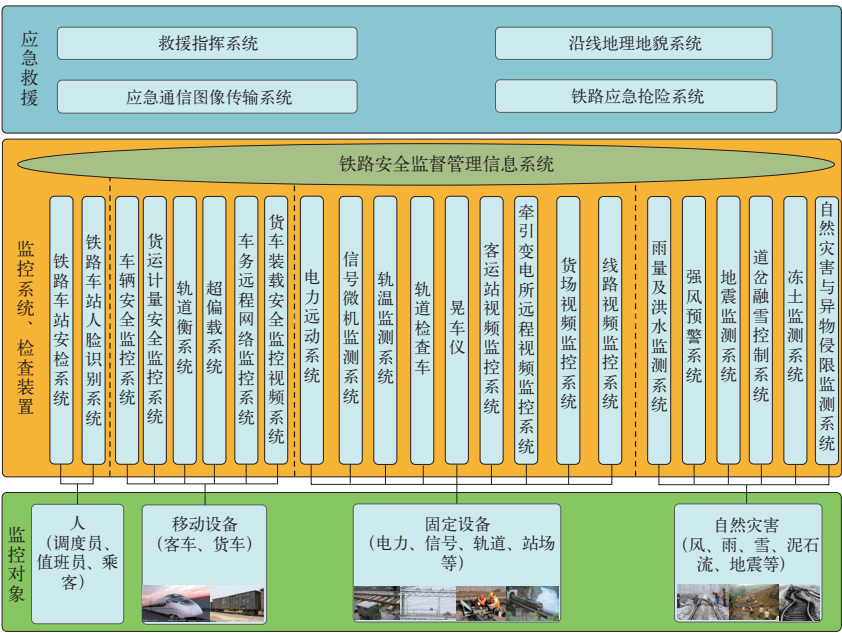 应急救援
救援指挥系统
沿线地理地貌系统
应急通信图像传输系统
铁路应急抢险系统
监控系统、检查装置
铁路安全监督管理信息系统
铁路车站安检系统
铁路车站人脸识别系统
车辆安全监控系统
货运计量安全监控系统
轨道衡系统
超偏载系统
车务远程网络监控系统
货车装载安全监控视频系统
电力远动系统
信号微机监测系统
轨温监测系统
轨道检查车
晃车仪
客运站视频监控系统
牵引变电所远程视频监控系统
货场视频监控系统
线路视频监控系统
雨量及洪水监测系统
强风预警系统
地震监测系统
道岔融雪控制系统
冻土监测系统
自然灾害与异物侵限监测系统
监控对象
人
（调度员、
值班员、乘
客）
移动设备
（客车、货车）
固定设备
（电力、信号、轨道、站场
等）
自然灾害
（风、雨、雪、泥石
流、地震等）